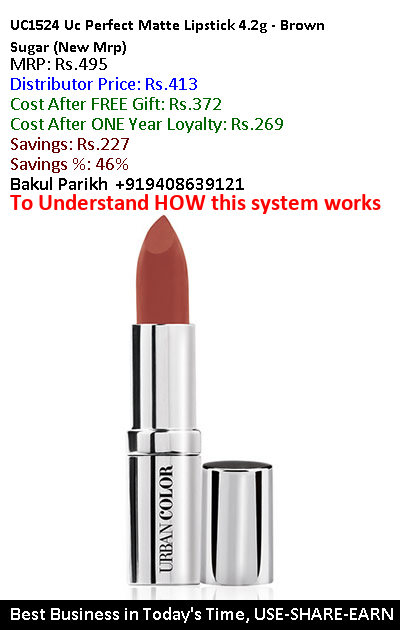 UC1524 Uc Perfect Matte Lipstick 4.2g - Brown
Sugar (New Mrp)
MRP: Rs.495
Distributor Price: Rs.413
Cost After FREE Gift: Rs.372
Cost After ONE Year Loyalty: Rs.269
Savings: Rs.227
Savings %: 46%
Bakul Parikh +919408639121
To Understand HOW this system works
URBAN COLOR
Best Business in Today's Time, USE-SHARE-EARN